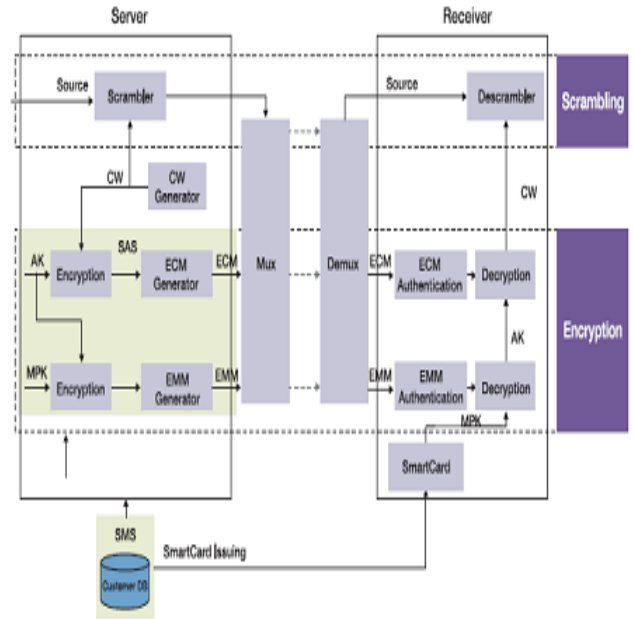 Server
Receiver
Source
Scrambler
Source
Descrambler
Scrambling
CW
CW
Generator
CW
AK
SAS
Encryption
ECM
Generator
ECM
Mux
Demux
ECM
ECM
Authentication
Decryption
Encryption
AK
MPK
Encryption
EMM
Generator
EMM
EMM
EMM
Authentication
Decryption
MPK
SmartCard
SMS
Customer DB
SmartCard Issuing